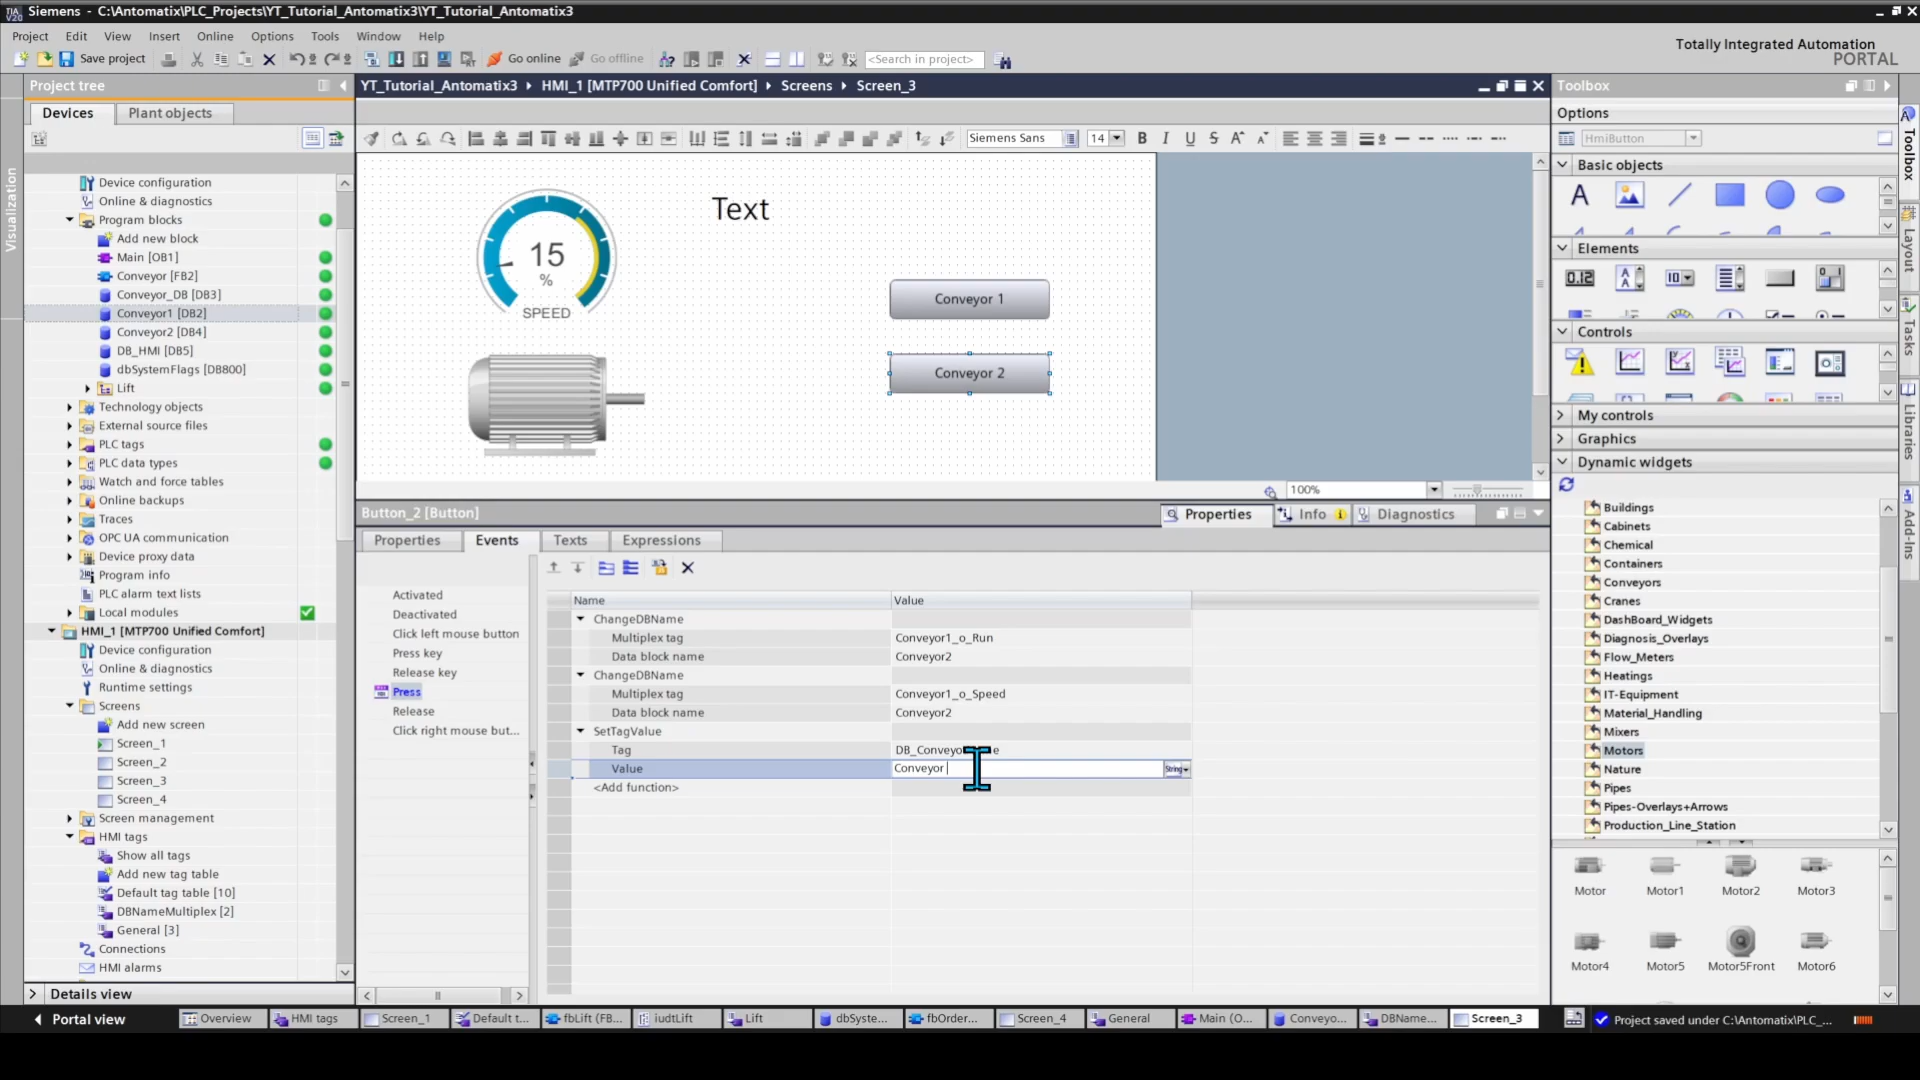 Siemens - C:\Antomatix\PLC_Projects\YT_Tutorial_Antomatix3\YT_Tutorial_Antomatix3
Project Edit View Insert Online Options Tools Window Help
Totally Integrated Automation
PORTAL
Save project
Go online
Go offline
<Search in project>
Project tree
Devices
Plant objects
Visualization
Device configuration
Online & diagnostics
Program blocks
Add new block
Main [OB1]
Conveyor [FB2]
Conveyor_DB [DB3]
Conveyor1 [DB2]
Conveyor2 [DB4]
DB_HMI [DB5]
dbSystemFlags [DB800]
Lift
Technology objects
External source files
PLC tags
PLC data types
Watch and force tables
Online backups
Traces
OPC UA communication
Device proxy data
Program info
PLC alarm text lists
Local modules
HMI_1 [MTP700 Unified Comfort]
Device configuration
Online & diagnostics
Runtime settings
Screens
Add new screen
Screen_1
Screen_2
Screen_3
Screen_4
Screen management
HMI tags
Show all tags
Add new tag table
Default tag table [10]
DBNameMultiplex [2]
General [3]
Connections
HMI alarms
Details view
YT_Tutorial_Antomatix3 HMI_1 [MTP700 Unified Comfort] Screens Screen_3
Siemens Sans 14
B I U S
15
%
SPEED
Text
Conveyor 1
Conveyor 2
100%
Button_2 [Button]
Properties Info Diagnostics
Properties Events Texts Expressions
Activated
Deactivated
Click left mouse button
Press key
Release key
Press
Release
Click right mouse but...
Name Value
ChangeDBName
Multiplex tag Conveyor1_o_Run
Data block name Conveyor2
ChangeDBName
Multiplex tag Conveyor1_o_Speed
Data block name Conveyor2
SetTagValue
Tag
Value Conveyor
String
<Add function>
Toolbox
Options
HmiButton
Basic objects
Elements
Controls
My controls
Graphics
Dynamic widgets
Buildings
Cabinets
Chemical
Containers
Conveyors
Cranes
DashBoard_Widgets
Diagnosis_Overlays
Flow_Meters
Heatings
IT-Equipment
Material_Handling
Mixers
Motors
Nature
Pipes
Pipes-Overlays+Arrows
Production_Line_Station
Motor Motor1 Motor2 Motor3
Motor4 Motor5 Motor5Front Motor6
Toolbox
Layout
Tasks
Libraries
Add-Ins
Portal view
Overview
HMI tags
Screen_1
Default t...
fbLift (FB...
iudtLift
Lift
dbSyste...
fbOrder...
Screen_4
General
Main (O...
Conveyo...
DBName...
Screen_3
Project saved under C:\Antomatix\PLC_...